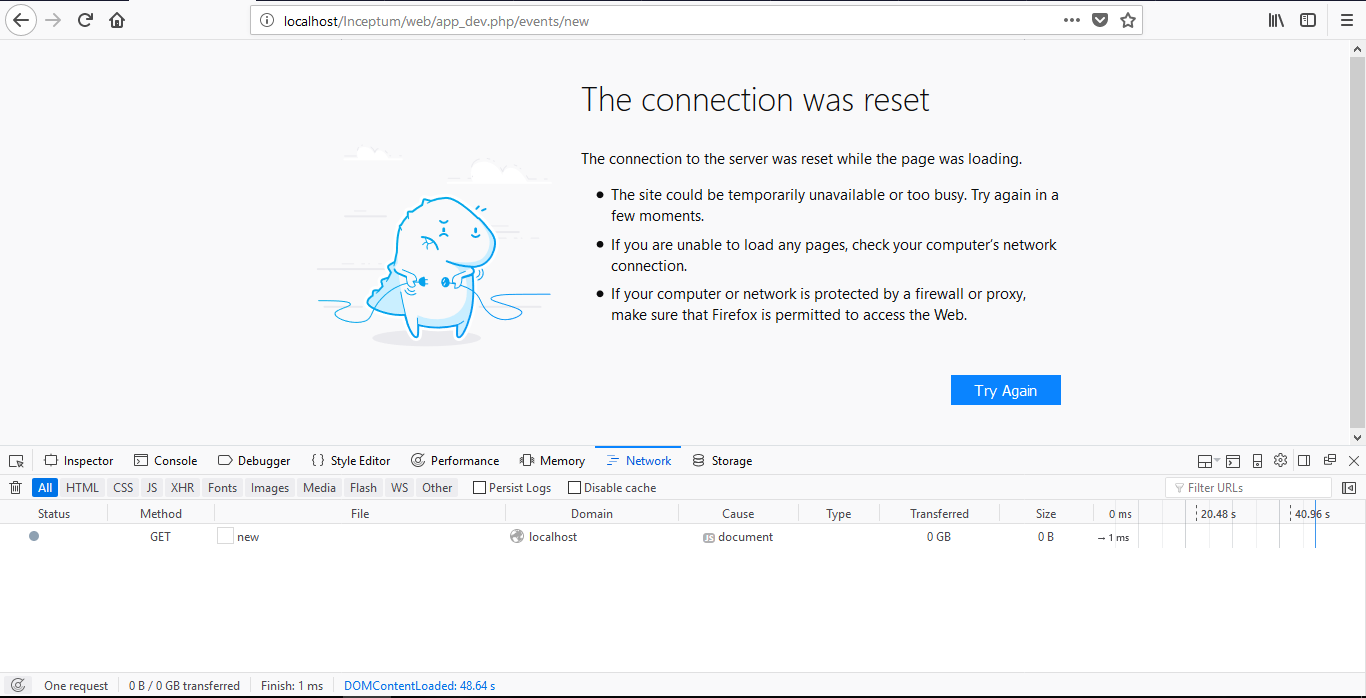 localhost/Inceptum/web/app_dev.php/events/new
The connection was reset
The connection to the server was reset while the page was loading.
The site could be temporarily unavailable or too busy. Try again in a
few moments.
If you are unable to load any pages, check your computer's network
connection.
If your computer or network is protected by a firewall or proxy,
make sure that Firefox is permitted to access the Web.
Try Again
Inspector Console Debugger {} Style Editor Performance Memory Network Storage
All HTML CSS JS XHR Fonts Images Media Flash WS Other Persist Logs Disable cache Filter URLs
Status Method File Domain Cause Type Transferred Size 0 ms 20.48 s 40.96 s
GET new localhost JS document 0 GB 0 B → 1 ms
One request 0 B / 0 GB transferred Finish: 1 ms DOMContentLoaded: 48.64 s